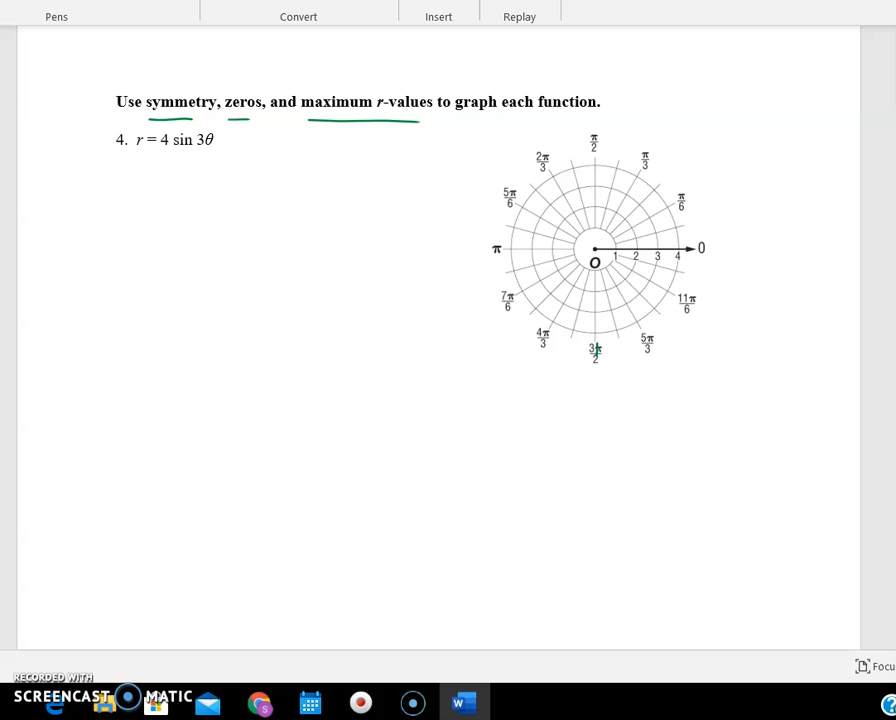 Pens Convert Insert Replay
Use symmetry, zeros, and maximum r-values to graph each function.
4. r = 4 sin 3θ
π/2
2π/3 π/3
5π/6 π/6
π O 1 2 3 4 0
7π/6 11π/6
4π/3 3π/2 5π/3
Focu
RECORDED WITH
SCREENCAST MATIC